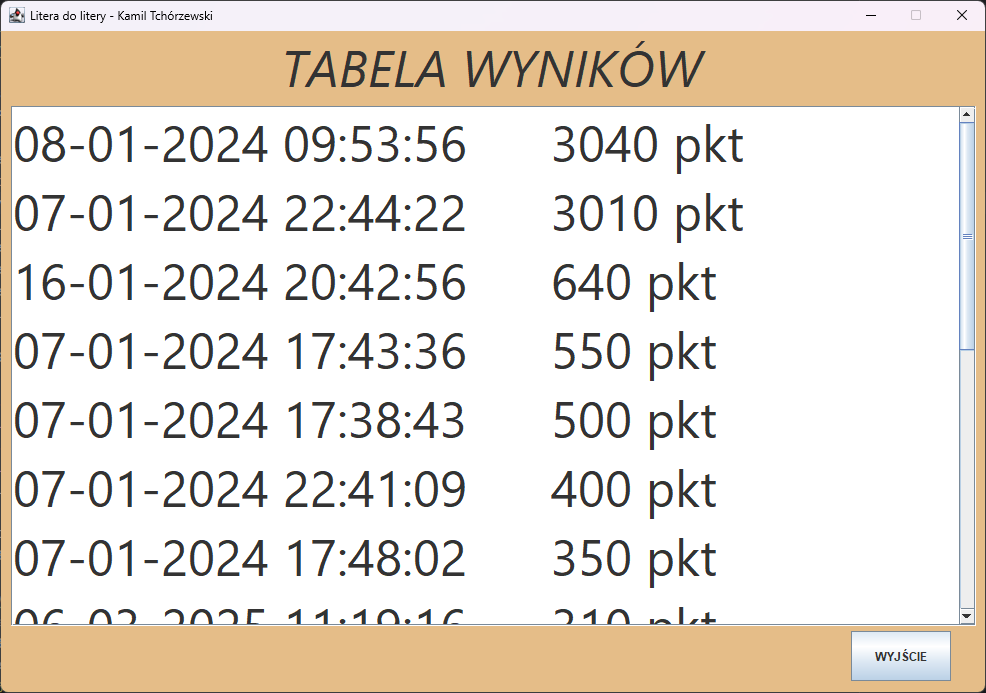 Litera do litery - Kamil Tchórzewski
TABELA WYNIKÓW
08-01-2024 09:53:56 3040 pkt
07-01-2024 22:44:22 3010 pkt
16-01-2024 20:42:56 640 pkt
07-01-2024 17:43:36 550 pkt
07-01-2024 17:38:43 500 pkt
07-01-2024 22:41:09 400 pkt
07-01-2024 17:48:02 350 pkt
WYJŚCIE